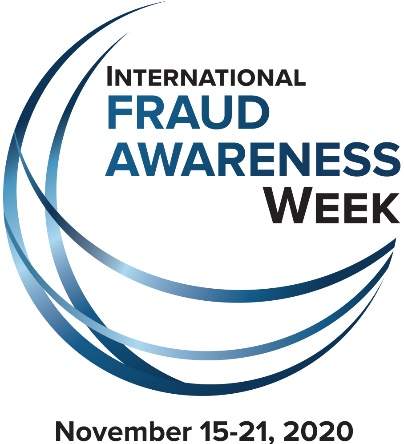 INTERNATIONAL
FRAUD
AWARENESS
WEEK
November 15-21, 2020